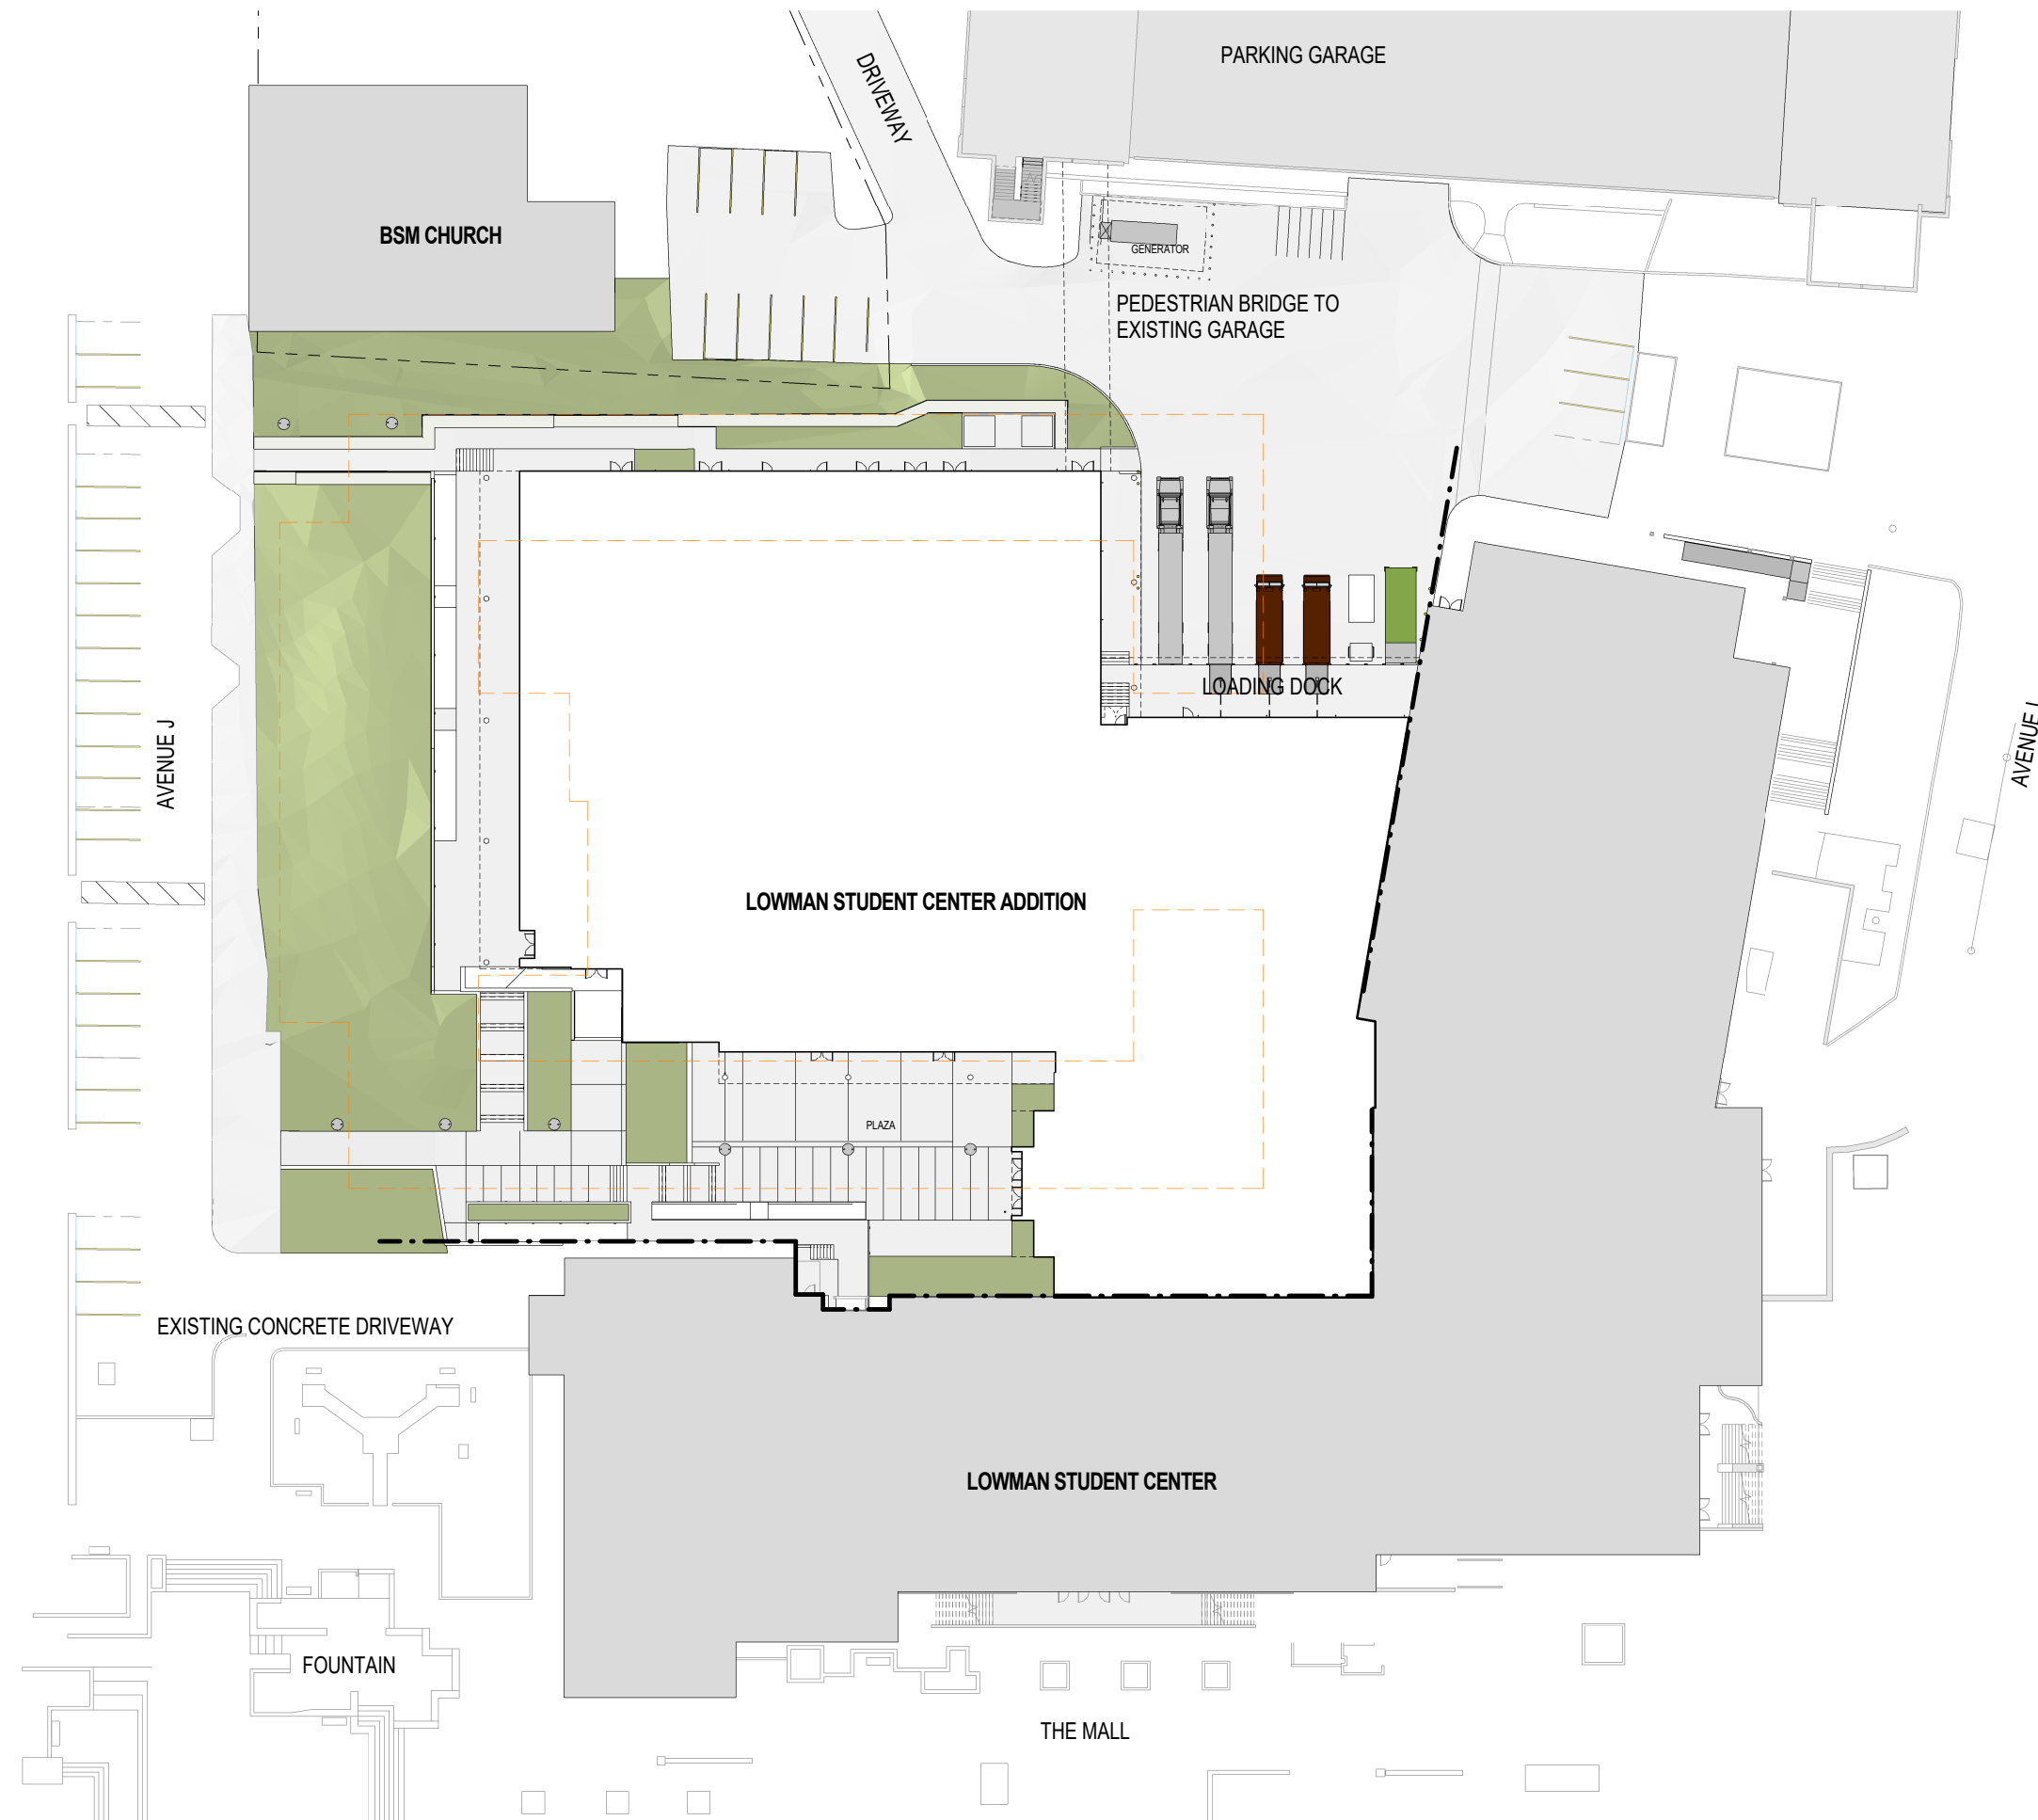 PARKING GARAGE
DRIVEWAY
BSM CHURCH
GENERATOR
PEDESTRIAN BRIDGE TO
EXISTING GARAGE
LOADING DOCK
AVENUE J
AVENUE I
LOWMAN STUDENT CENTER ADDITION
PLAZA
EXISTING CONCRETE DRIVEWAY
LOWMAN STUDENT CENTER
FOUNTAIN
THE MALL